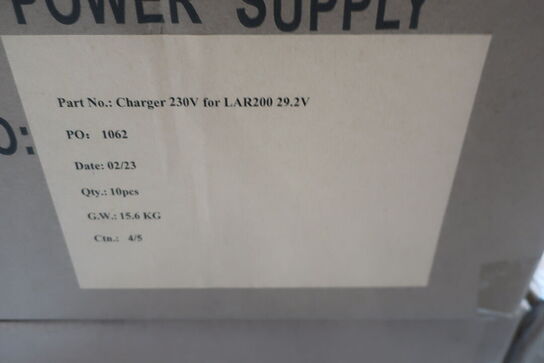 POWER SUPPLY
Part No.: Charger 230V for LAR200 29.2V
O:
PO: 1062
Date: 02/23
Qty.: 10pcs
G.W.: 15.6 KG
Ctn.: 4/5